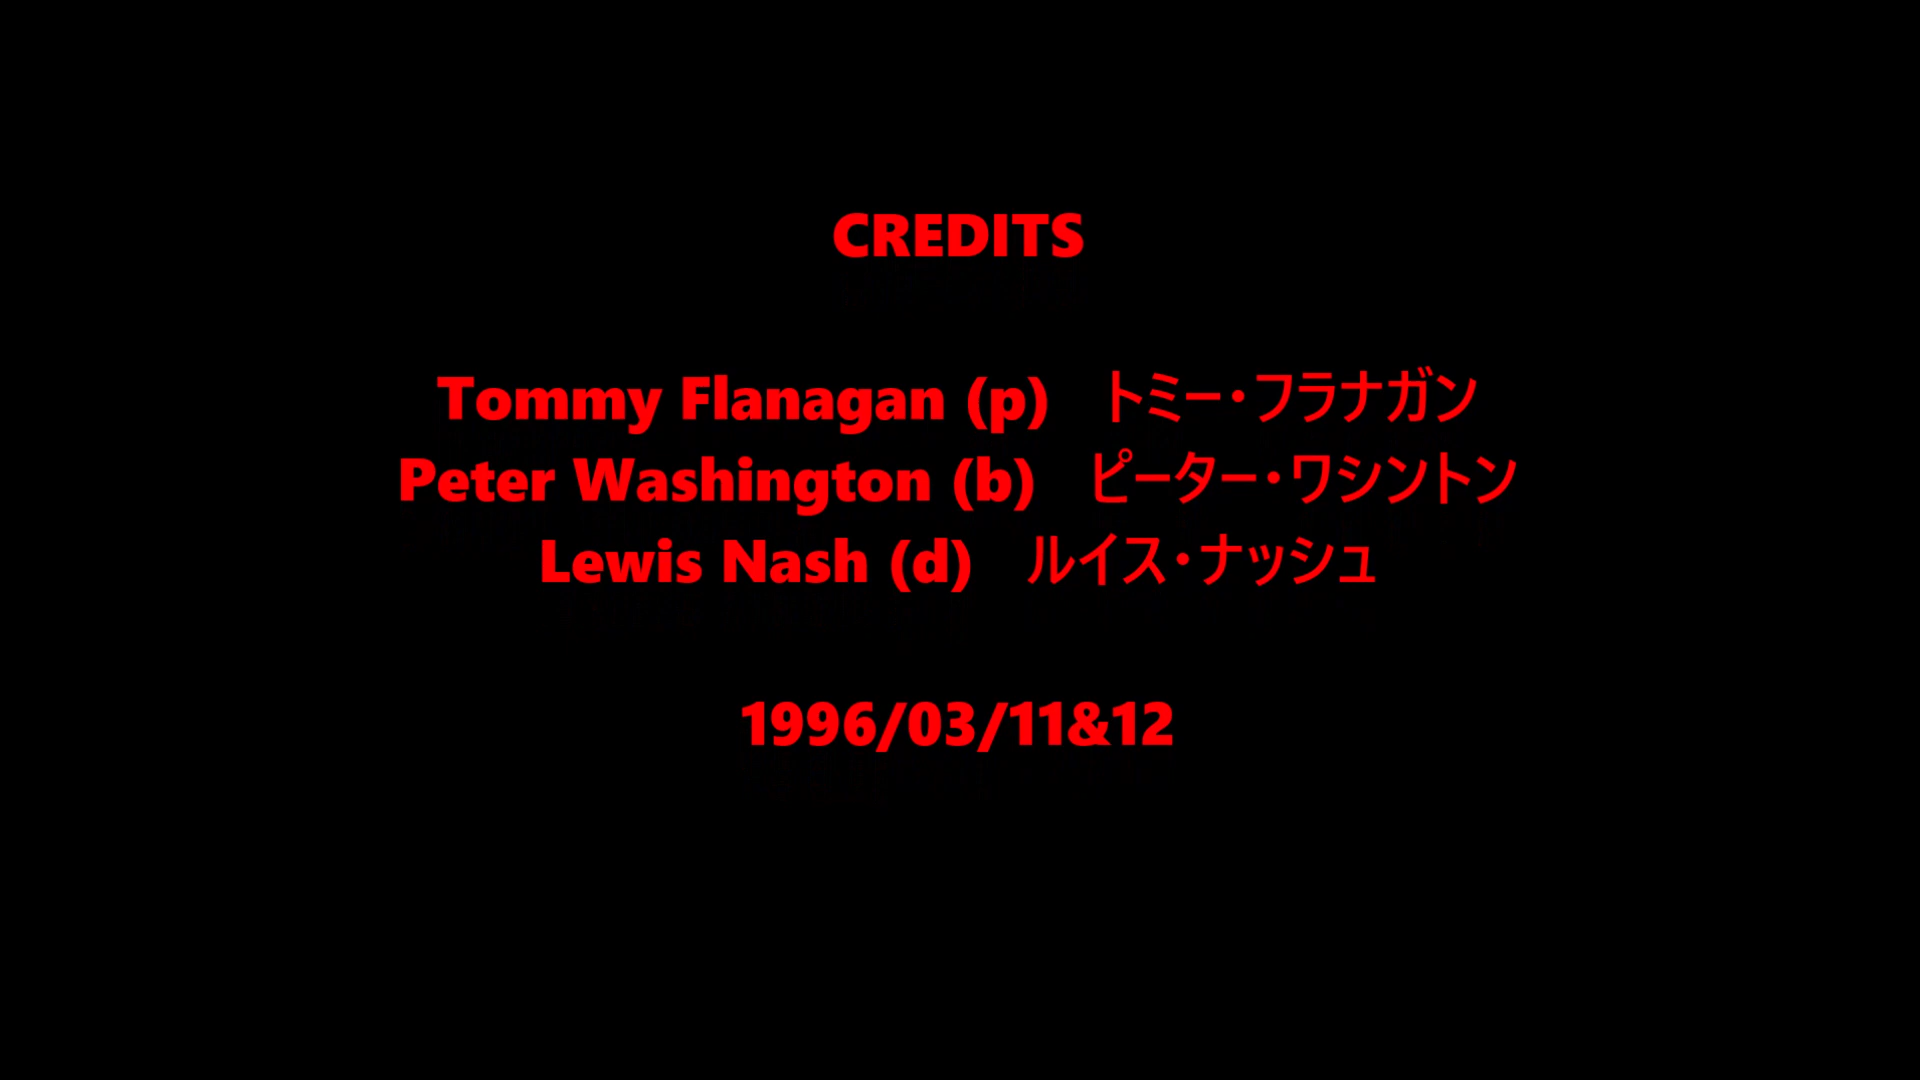 CREDITS
Tommy Flanagan (p)　トミー・フラナガン
Peter Washington (b)　ピーター・ワシントン
Lewis Nash (d)　ルイス・ナッシュ
1996/03/11&12